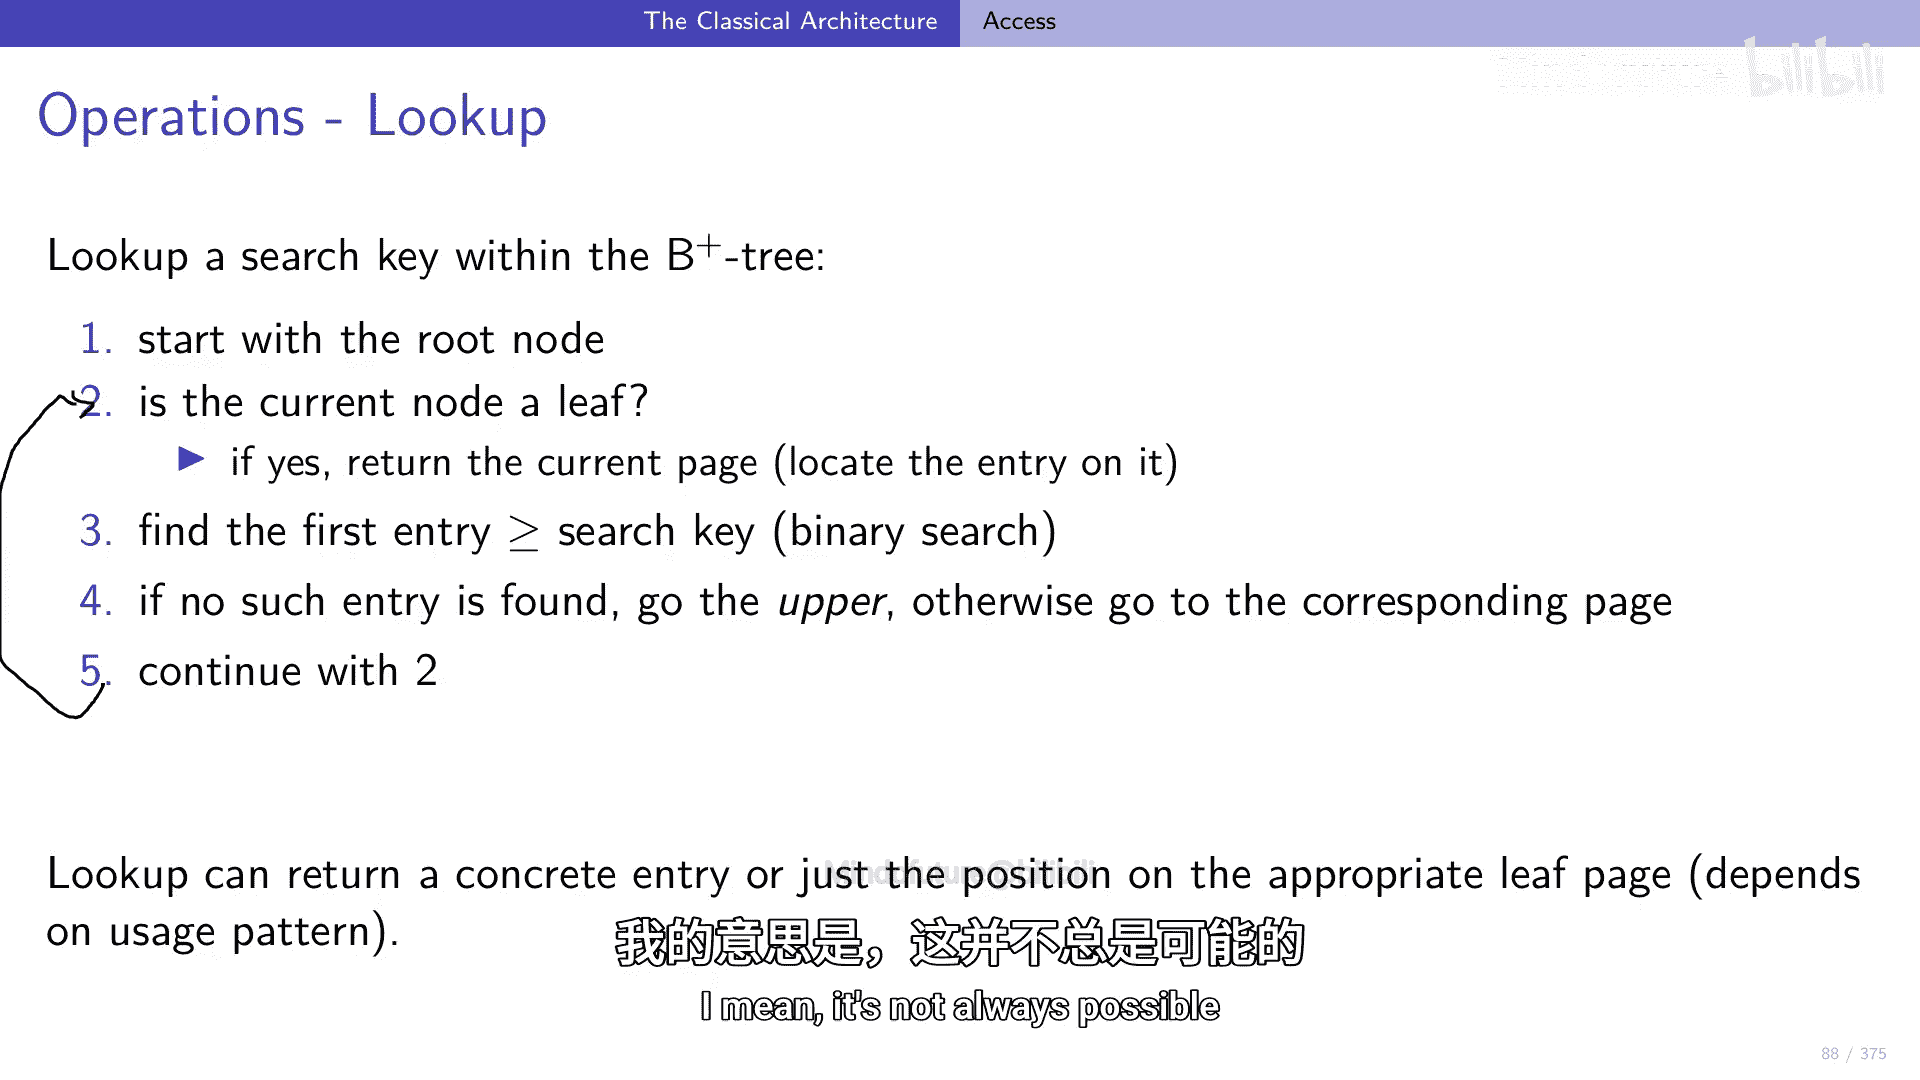 The Classical Architecture Access
bilibili
Operations - Lookup
Lookup a search key within the B⁺-tree:
1. start with the root node
2. is the current node a leaf?
▶ if yes, return the current page (locate the entry on it)
3. find the first entry ≥ search key (binary search)
4. if no such entry is found, go the upper, otherwise go to the corresponding page
5. continue with 2
Lookup can return a concrete entry or just the position on the appropriate leaf page (depends
on usage pattern).
我的意思是，这并不总是可能的
I mean, it's not always possible
88 / 375